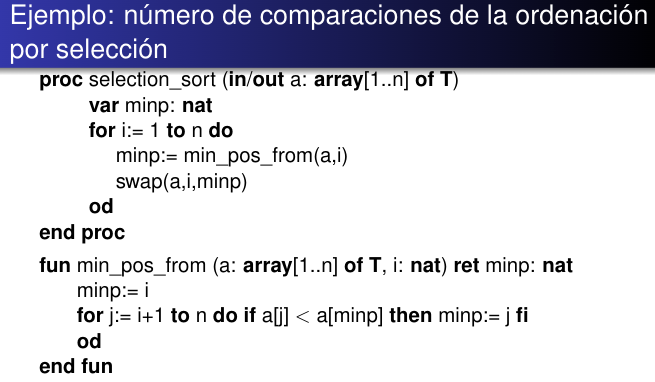 Ejemplo: número de comparaciones de la ordenación
por selección
proc selection_sort (in/out a: array[1..n] of T)
var minp: nat
for i:= 1 to n do
minp:= min_pos_from(a,i)
swap(a,i,minp)
od
end proc
fun min_pos_from (a: array[1..n] of T, i: nat) ret minp: nat
minp:= i
for j:= i+1 to n do if a[j] < a[minp] then minp:= j fi
od
end fun